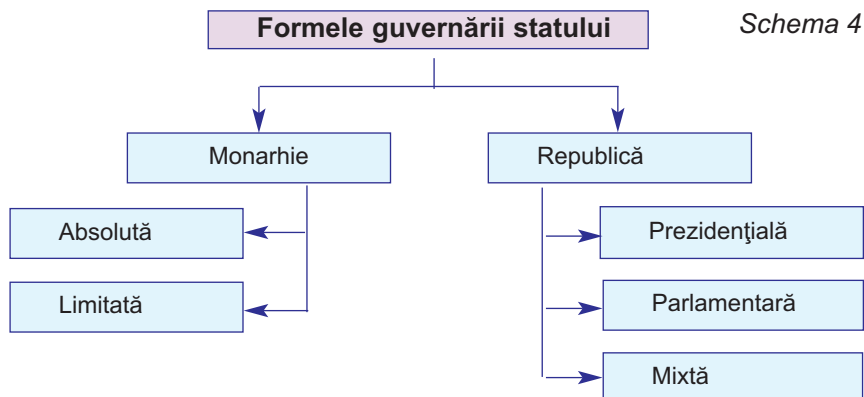 Formele guvernării statului
Schema 4
Monarhie
Absolută
Limitată
Republică
Prezidenţială
Parlamentară
Mixtă